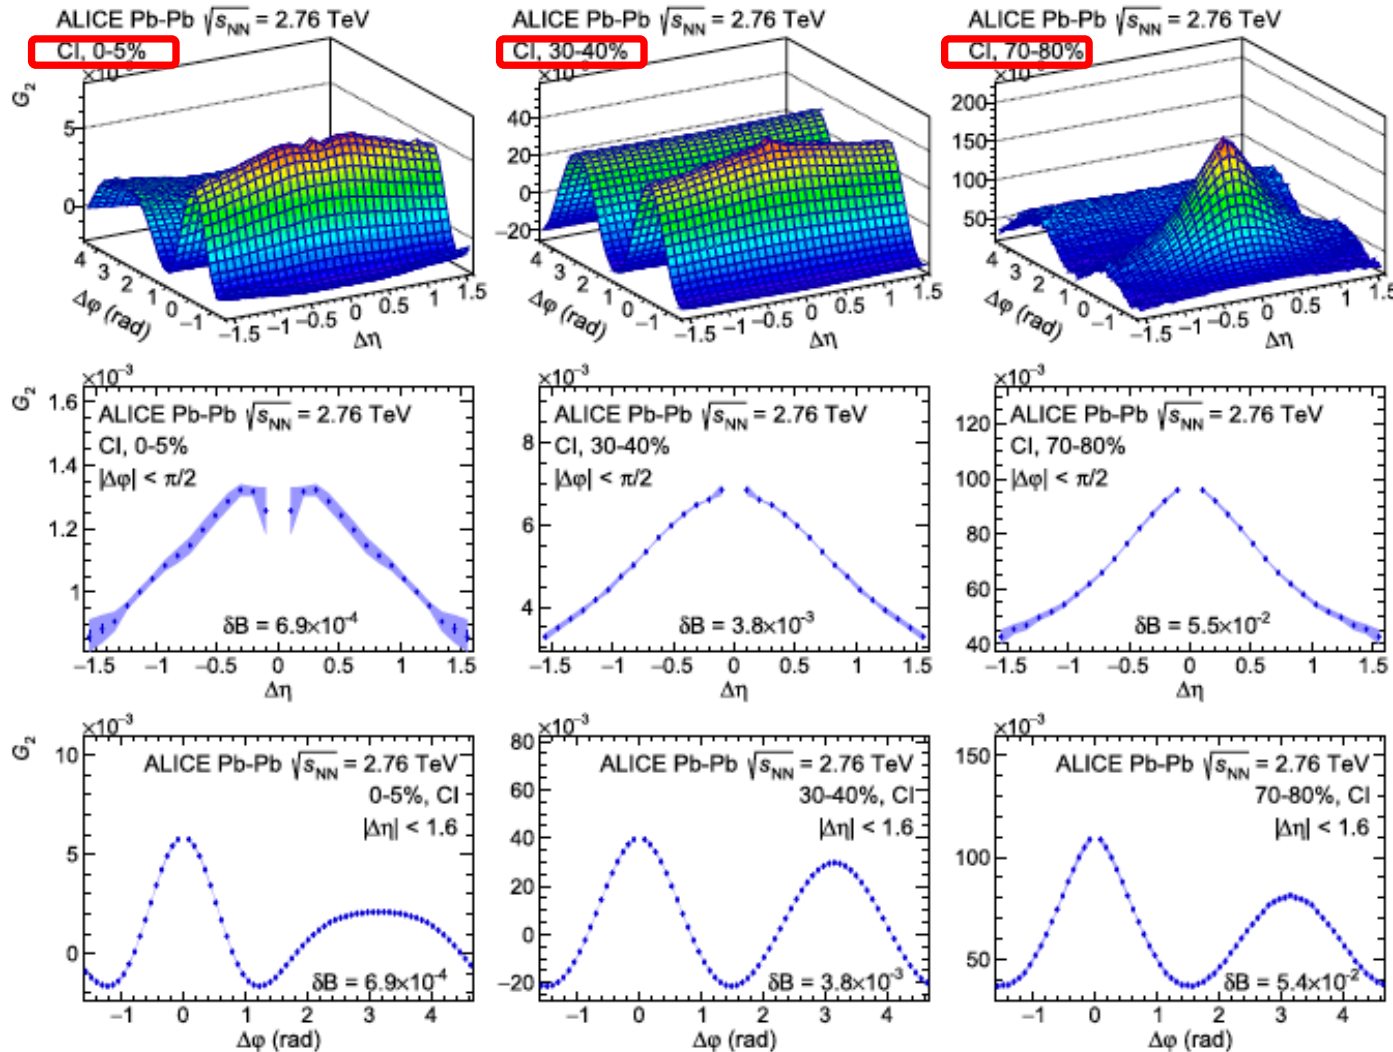 ALICE Pb-Pb √sNN = 2.76 TeV
CI, 0-5%
G2
5
0
4 3 2 1 0 −1
Δφ (rad)
−1.5 −1 −0.5 0 0.5 1 1.5
Δη
ALICE Pb-Pb √sNN = 2.76 TeV
CI, 30-40%
40
20
0
−20
4 3 2 1 0 −1
Δφ (rad)
−1.5 −1 −0.5 0 0.5 1 1.5
Δη
ALICE Pb-Pb √sNN = 2.76 TeV
CI, 70-80%
200
150
100
50
4 3 2 1 0 −1
Δφ (rad)
−1.5 −1 −0.5 0 0.5 1 1.5
Δη
×10⁻³
G2
1.6
1.4
1.2
1
ALICE Pb-Pb √sNN = 2.76 TeV
CI, 0-5%
|Δφ| < π/2
δB = 6.9×10⁻⁴
−1.5 −1 −0.5 0 0.5 1 1.5
Δη
×10⁻³
8
6
4
ALICE Pb-Pb √sNN = 2.76 TeV
CI, 30-40%
|Δφ| < π/2
δB = 3.8×10⁻³
−1.5 −1 −0.5 0 0.5 1 1.5
Δη
×10⁻³
120
100
80
60
40
ALICE Pb-Pb √sNN = 2.76 TeV
CI, 70-80%
|Δφ| < π/2
δB = 5.5×10⁻²
−1.5 −1 −0.5 0 0.5 1 1.5
Δη
×10⁻³
G2
10
5
0
ALICE Pb-Pb √sNN = 2.76 TeV
0-5%, CI
|Δη| < 1.6
δB = 6.9×10⁻⁴
−1 0 1 2 3 4
Δφ (rad)
×10⁻³
80
60
40
20
0
−20
ALICE Pb-Pb √sNN = 2.76 TeV
30-40%, CI
|Δη| < 1.6
δB = 3.8×10⁻³
−1 0 1 2 3 4
Δφ (rad)
×10⁻³
150
100
50
ALICE Pb-Pb √sNN = 2.76 TeV
70-80%, CI
|Δη| < 1.6
δB = 5.4×10⁻²
−1 0 1 2 3 4
Δφ (rad)